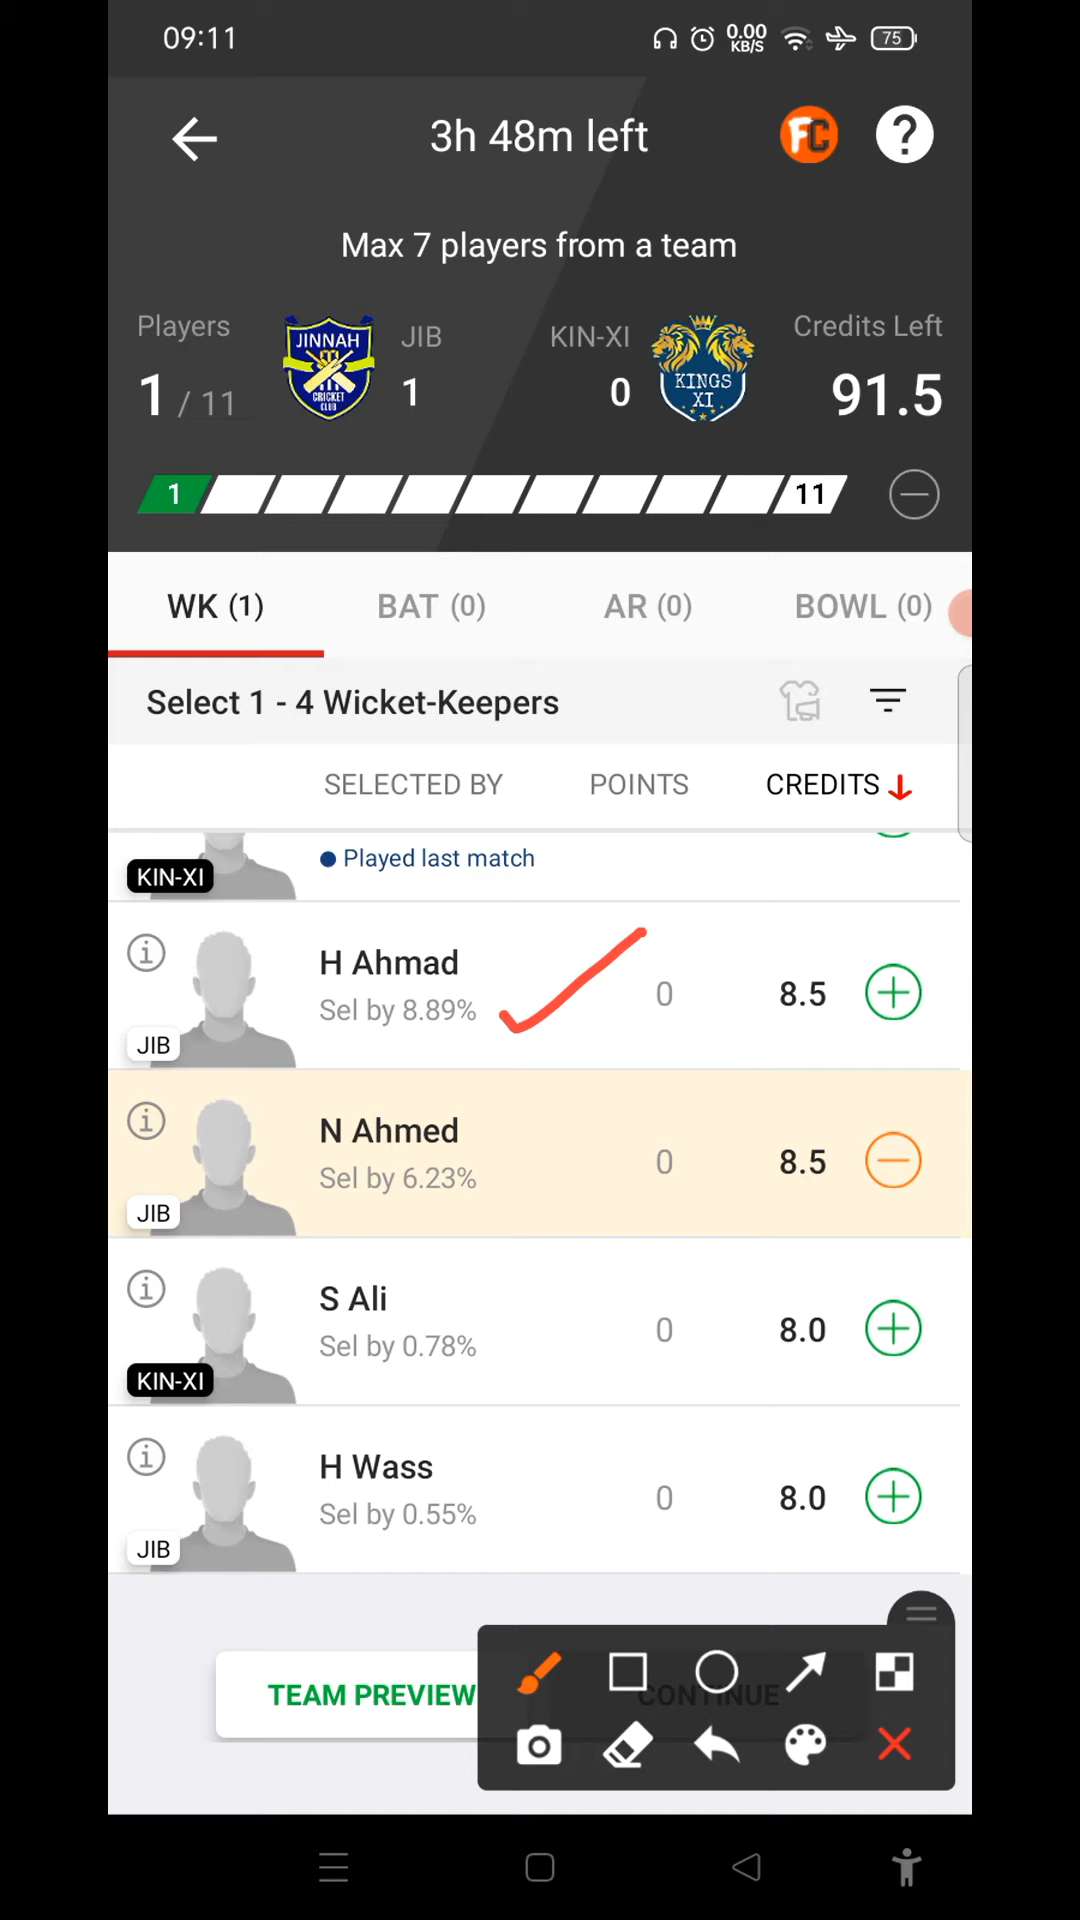 09:11
0.00
KB/S
75
3h 48m left
FC
?
Max 7 players from a team
Players
JINNAH
CRICKET
CLUB
JIB
KIN-XI
KINGS
XI
Credits Left
1 / 11
1
0
91.5
1
11
WK (1)
BAT (0)
AR (0)
BOWL (0)
Select 1 - 4 Wicket-Keepers
SELECTED BY
POINTS
CREDITS
Played last match
KIN-XI
H Ahmad
Sel by 8.89%
0
8.5
JIB
N Ahmed
Sel by 6.23%
0
8.5
JIB
S Ali
Sel by 0.78%
0
8.0
KIN-XI
H Wass
Sel by 0.55%
0
8.0
JIB
TEAM PREVIEW
CONTINUE